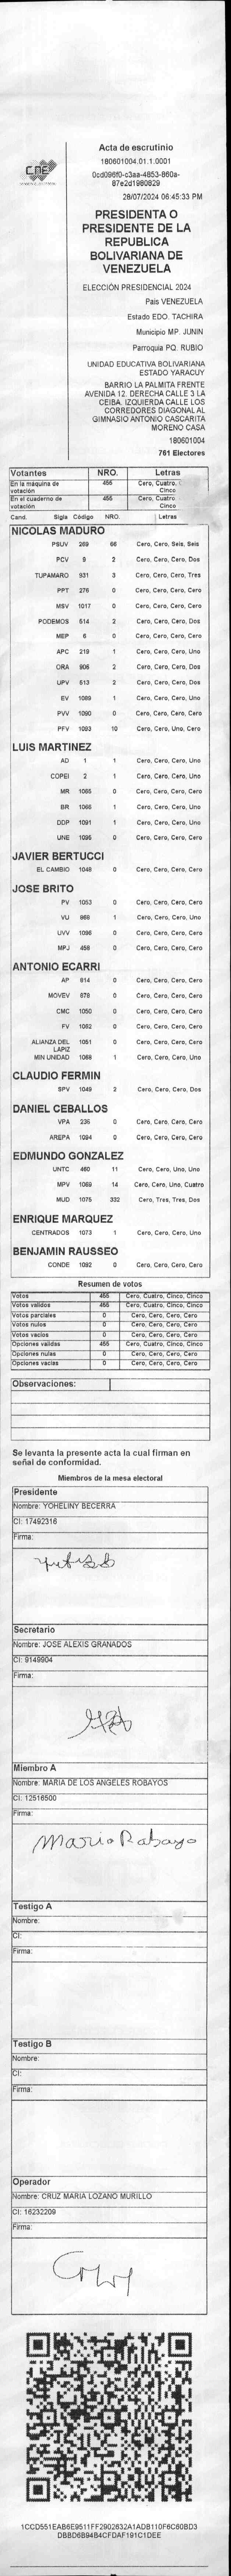 CNE
Acta de escrutinio
180601004.01.1.0001
0cd096f0-c3aa-4853-860a-
87e2d1980829
28/07/2024 06:45:33 PM
PRESIDENTA O
PRESIDENTE DE LA
REPUBLICA
BOLIVARIANA DE
VENEZUELA
ELECCIÓN PRESIDENCIAL 2024
País VENEZUELA
Estado EDO. TACHIRA
Municipio MP. JUNIN
Parroquia PQ. RUBIO
UNIDAD EDUCATIVA BOLIVARIANA
ESTADO YARACUY
BARRIO LA PALMITA FRENTE
AVENIDA 12. DERECHA CALLE 3 LA
CEIBA. IZQUIERDA CALLE LOS
CORREDORES DIAGONAL AL
GIMNASIO ANTONIO CASCARITA
MORENO CASA
180601004
761 Electores
Votantes NRO. Letras
En la máquina de votación 455 Cero, Cuatro, Cinco
En el cuaderno de votación 455 Cero, Cuatro Cinco
Cand. Sigla Código NRO. Letras
NICOLAS MADURO
PSUV 269 66 Cero, Cero, Seis, Seis
PCV 9 2 Cero, Cero, Cero, Dos
TUPAMARO 931 3 Cero, Cero, Cero, Tres
PPT 276 0 Cero, Cero, Cero, Cero
MSV 1017 0 Cero, Cero, Cero, Cero
PODEMOS 514 2 Cero, Cero, Cero, Dos
MEP 6 0 Cero, Cero, Cero, Cero
APC 219 1 Cero, Cero, Cero, Uno
ORA 906 2 Cero, Cero, Cero, Dos
UPV 513 2 Cero, Cero, Cero, Dos
EV 1089 1 Cero, Cero, Cero, Uno
PVV 1090 0 Cero, Cero, Cero, Cero
PFV 1093 10 Cero, Cero, Uno, Cero
LUIS MARTINEZ
AD 1 1 Cero, Cero, Cero, Uno
COPEI 2 1 Cero, Cero, Cero, Uno
MR 1065 0 Cero, Cero, Cero, Cero
BR 1066 1 Cero, Cero, Cero, Uno
DDP 1091 1 Cero, Cero, Cero, Uno
UNE 1095 0 Cero, Cero, Cero, Cero
JAVIER BERTUCCI
EL CAMBIO 1048 0 Cero, Cero, Cero, Cero
JOSE BRITO
PV 1053 0 Cero, Cero, Cero, Cero
VU 969 1 Cero, Cero, Cero, Uno
UVV 1096 0 Cero, Cero, Cero, Cero
MPJ 458 0 Cero, Cero, Cero, Cero
ANTONIO ECARRI
AP 914 0 Cero, Cero, Cero, Cero
MOVEV 878 0 Cero, Cero, Cero, Cero
CMC 1050 0 Cero, Cero, Cero, Cero
FV 1082 0 Cero, Cero, Cero, Cero
ALIANZA DEL LAPIZ 1051 0 Cero, Cero, Cero, Cero
MIN UNIDAD 1068 1 Cero, Cero, Cero, Uno
CLAUDIO FERMIN
SPV 1049 2 Cero, Cero, Cero, Dos
DANIEL CEBALLOS
VPA 235 0 Cero, Cero, Cero, Cero
AREPA 1094 0 Cero, Cero, Cero, Cero
EDMUNDO GONZALEZ
UNTC 460 11 Cero, Cero, Uno, Uno
MPV 1069 14 Cero, Cero, Uno, Cuatro
MUD 1075 332 Cero, Tres, Tres, Dos
ENRIQUE MARQUEZ
CENTRADOS 1073 1 Cero, Cero, Cero, Uno
BENJAMIN RAUSSEO
CONDE 1092 0 Cero, Cero, Cero, Cero
Resumen de votos
Votos 455 Cero, Cuatro, Cinco, Cinco
Votos validos 455 Cero, Cuatro, Cinco, Cinco
Votos parciales 0 Cero, Cero, Cero, Cero
Votos nulos 0 Cero, Cero, Cero, Cero
Votos vacios 0 Cero, Cero, Cero, Cero
Opciones validas 455 Cero, Cuatro, Cinco, Cinco
Opciones nulas 0 Cero, Cero, Cero, Cero
Opciones vacias 0 Cero, Cero, Cero, Cero
Observaciones:
Se levanta la presente acta la cual firman en
señal de conformidad.
Miembros de la mesa electoral
Presidente
Nombre: YOHELINY BECERRA
CI: 17492316
Firma:
Secretario
Nombre: JOSE ALEXIS GRANADOS
CI: 9149904
Firma:
Miembro A
Nombre: MARIA DE LOS ANGELES ROBAYOS
CI: 12516500
Firma:
Maria Robayo
Testigo A
Nombre:
CI:
Firma:
Testigo B
Nombre:
CI:
Firma:
Operador
Nombre: CRUZ MARIA LOZANO MURILLO
CI: 16232209
Firma:
1CCD551EAB6E9511FF2902632A1ADB110F6C60BD3
DBBD6B94B4CFDAF191C1DEE